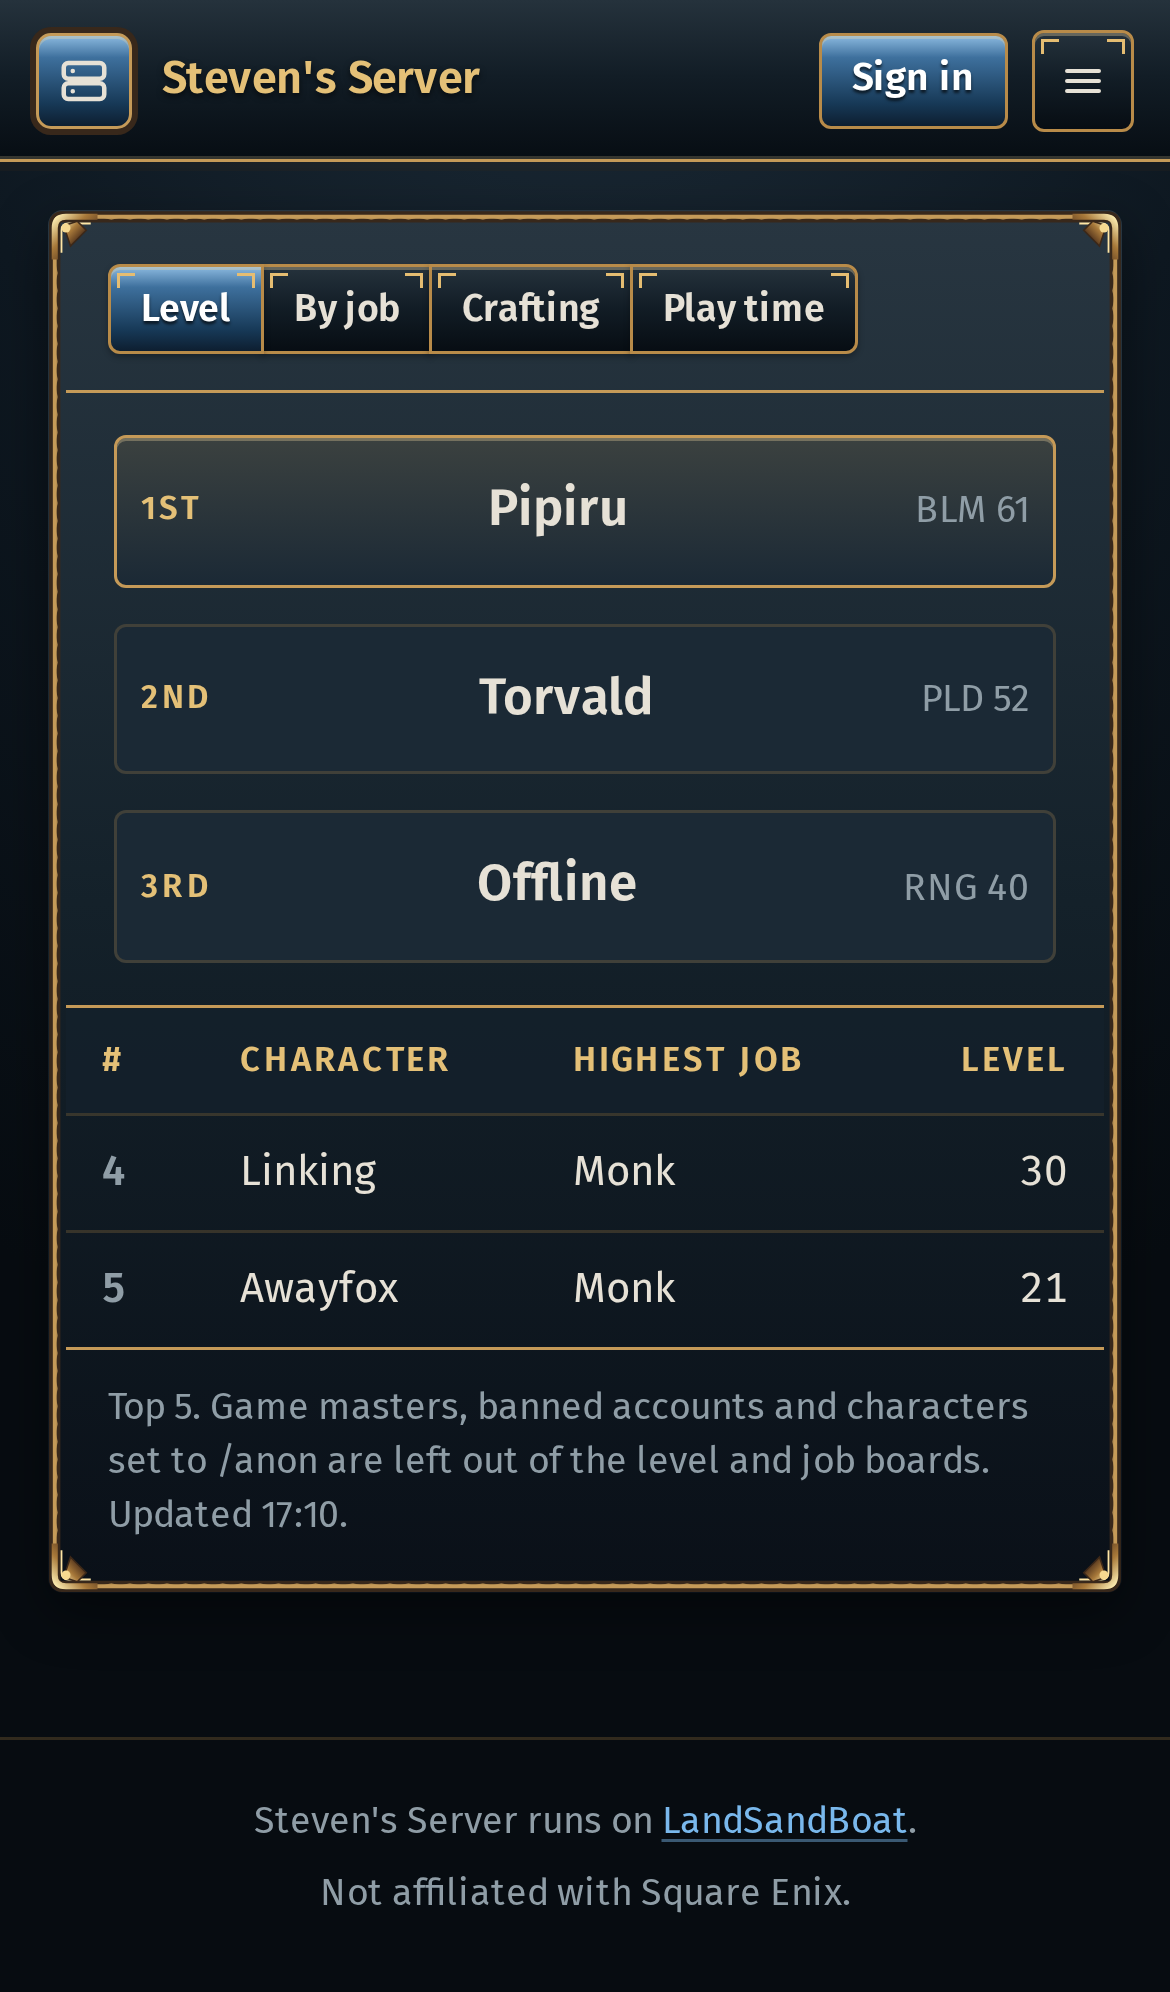 Steven's Server
Sign in
Level
By job
Crafting
Play time
1ST
Pipiru
BLM 61
2ND
Torvald
PLD 52
3RD
Offline
RNG 40
# CHARACTER HIGHEST JOB LEVEL
4 Linking Monk 30
5 Awayfox Monk 21
Top 5. Game masters, banned accounts and characters
set to /anon are left out of the level and job boards.
Updated 17:10.
Steven's Server runs on LandSandBoat.
Not affiliated with Square Enix.